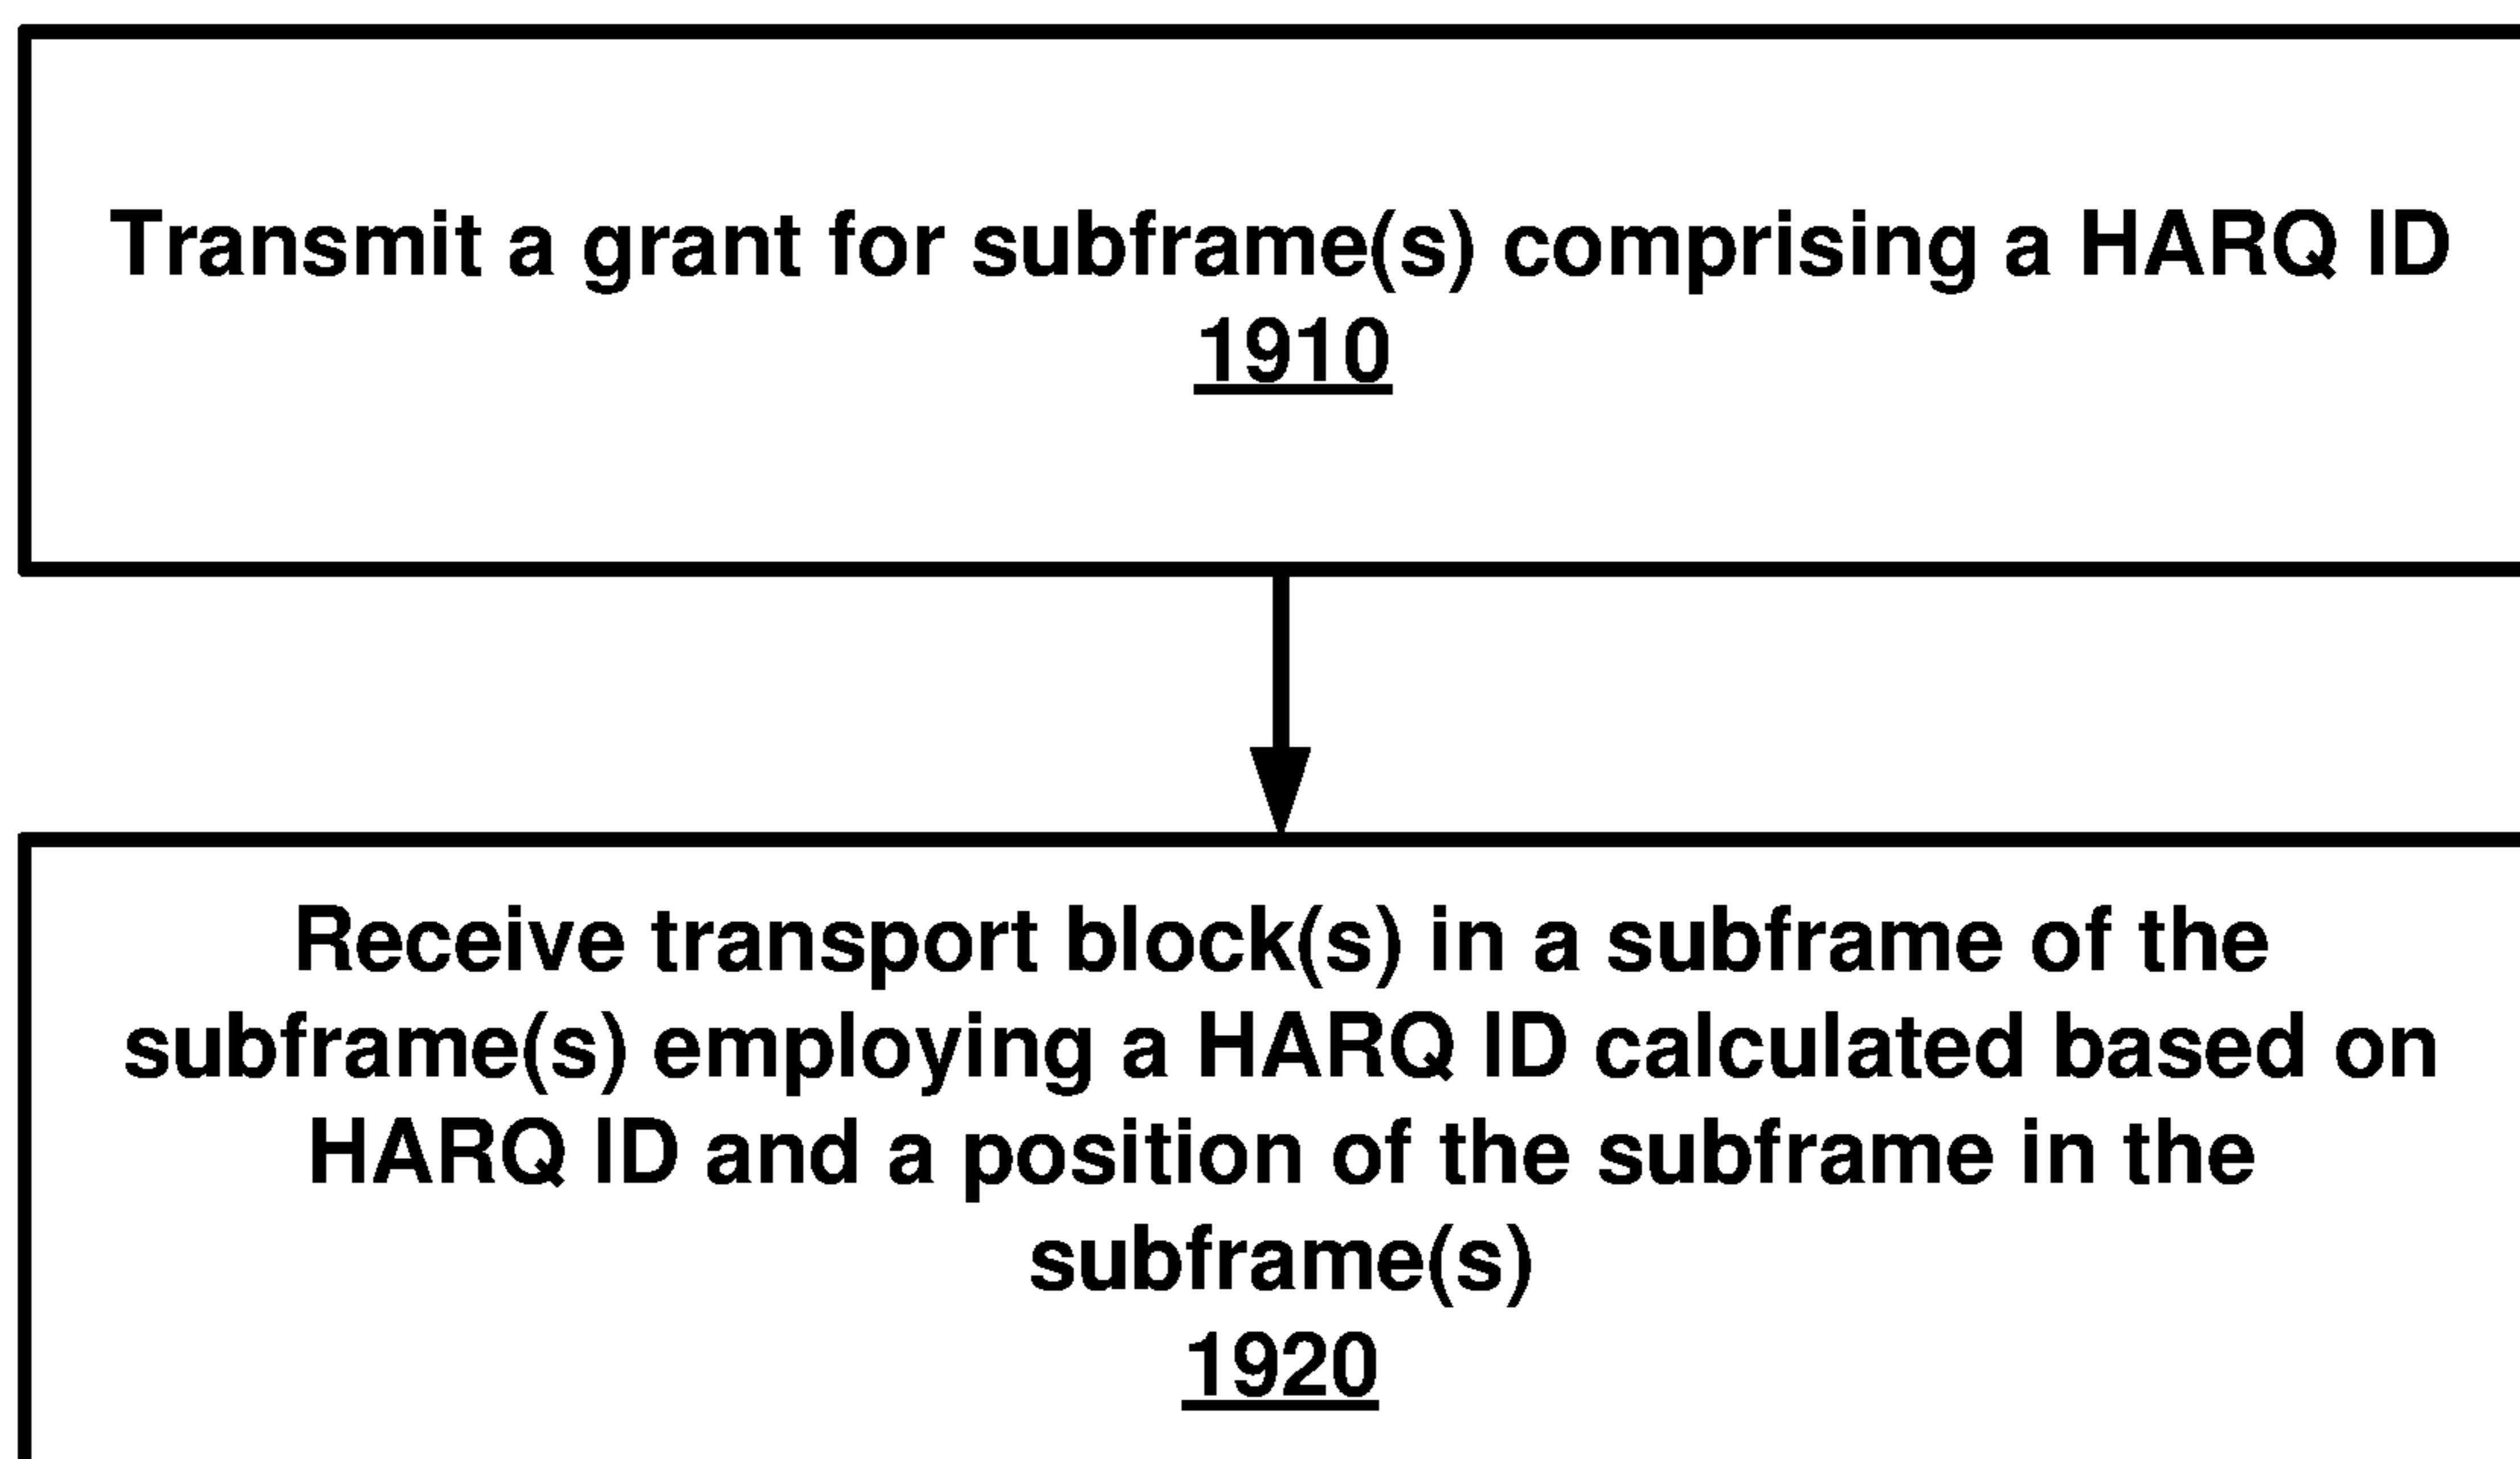 Transmit a grant for subframe(s) comprising a HARQ ID
1910
Receive transport block(s) in a subframe of the
subframe(s) employing a HARQ ID calculated based on
HARQ ID and a position of the subframe in the
subframe(s)
1920